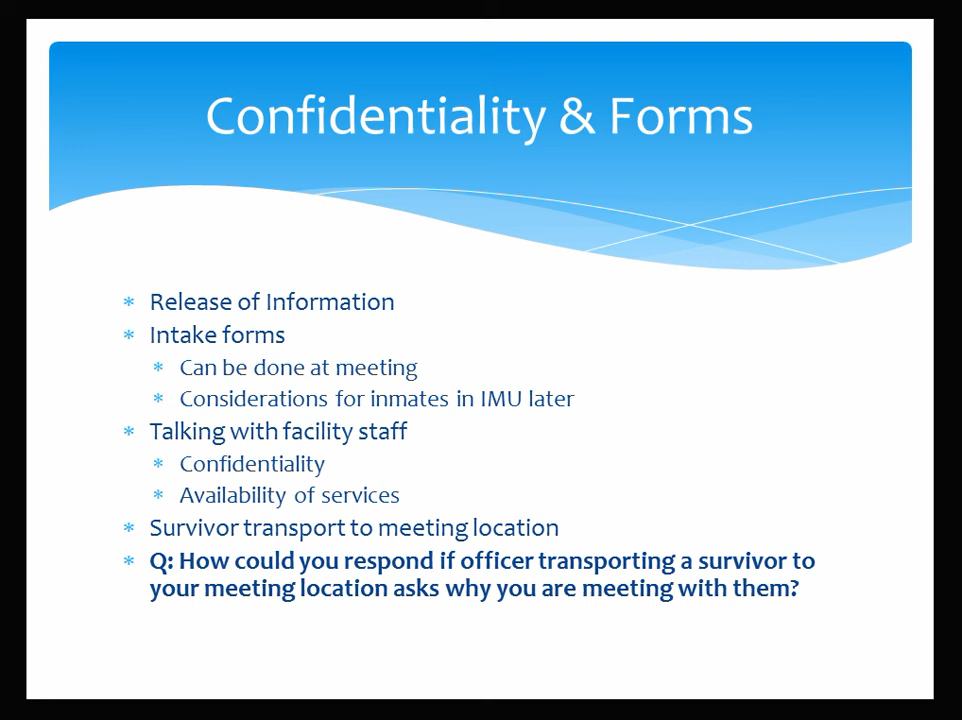 Confidentiality & Forms
* Release of Information
* Intake forms
* Can be done at meeting
* Considerations for inmates in IMU later
* Talking with facility staff
* Confidentiality
* Availability of services
* Survivor transport to meeting location
* Q: How could you respond if officer transporting a survivor to
your meeting location asks why you are meeting with them?